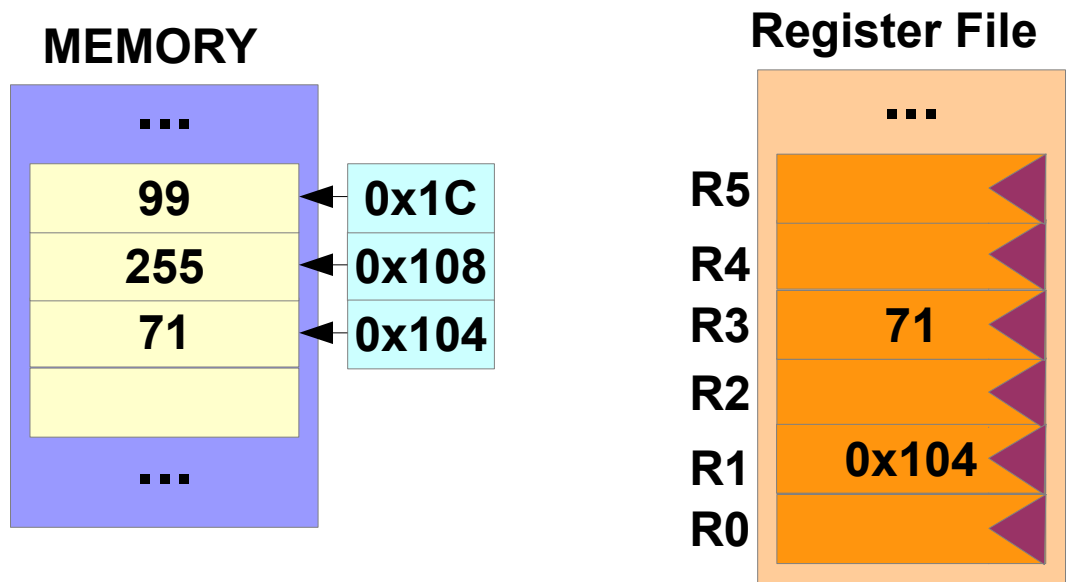 MEMORY
...
99
0x1C
255
0x108
71
0x104
...
Register File
...
R5
R4
R3
71
R2
R1
0x104
R0